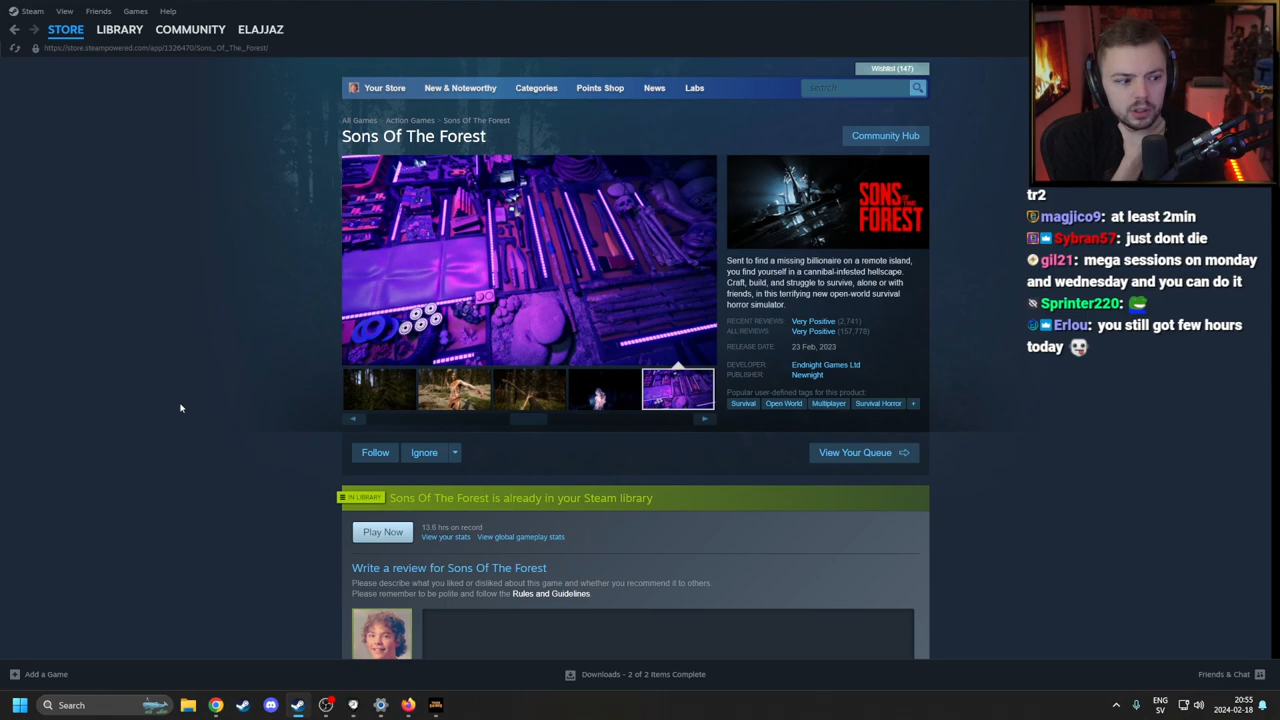 Steam View Friends Games Help
STORE LIBRARY COMMUNITY ELAJJAZ
https://store.steampowered.com/app/1326470/Sons_Of_The_Forest/
Wishlist (147)
Your Store New & Noteworthy Categories Points Shop News Labs search
All Games > Action Games > Sons Of The Forest
Sons Of The Forest
Community Hub
SONS OF THE FOREST
Sent to find a missing billionaire on a remote island,
you find yourself in a cannibal-infested hellscape.
Craft, build, and struggle to survive, alone or with
friends, in this terrifying new open-world survival
horror simulator.
RECENT REVIEWS: Very Positive (2,741)
ALL REVIEWS: Very Positive (157,778)
RELEASE DATE: 23 Feb, 2023
DEVELOPER: Endnight Games Ltd
PUBLISHER: Newnight
Popular user-defined tags for this product:
Survival Open World Multiplayer Survival Horror +
Follow Ignore
View Your Queue
IN LIBRARY Sons Of The Forest is already in your Steam library
Play Now
13.6 hrs on record
View your stats View global gameplay stats
Write a review for Sons Of The Forest
Please describe what you liked or disliked about this game and whether you recommend it to others.
Please remember to be polite and follow the Rules and Guidelines.
Add a Game
Downloads - 2 of 2 Items Complete
Friends & Chat
tr2
magjico9: at least 2min
Sybran57: just dont die
gil21: mega sessions on monday
and wednesday and you can do it
Sprinter220:
Erlou: you still got few hours
today
Search
ENG
SV
20:55
2024-02-18